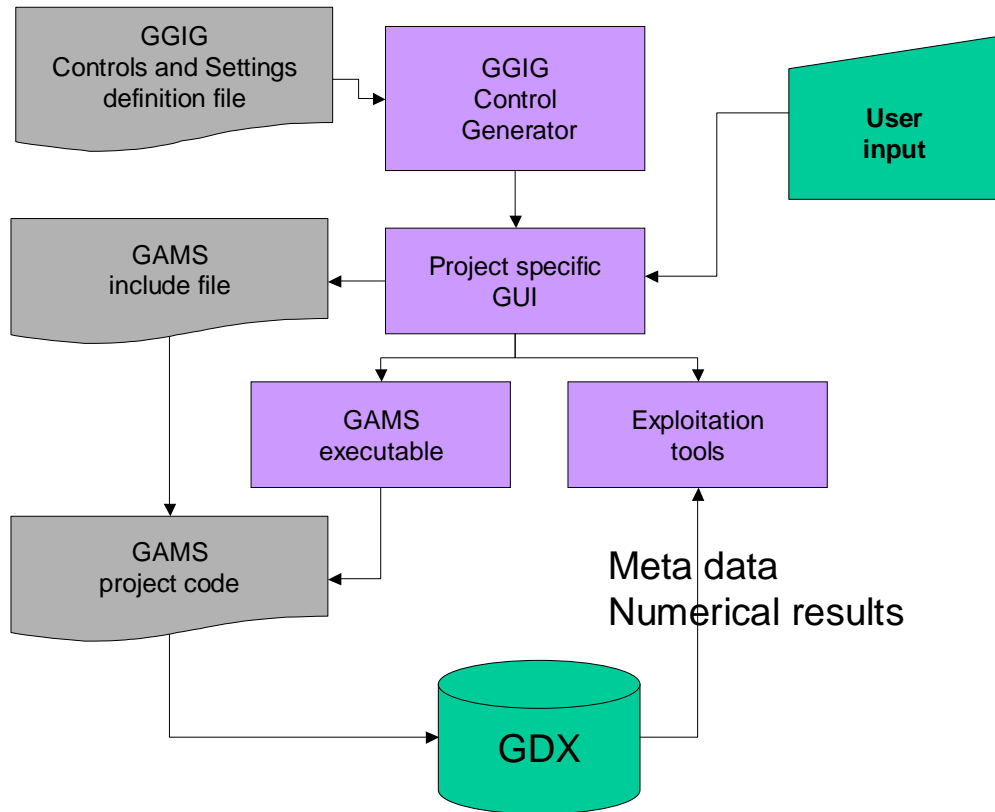 GGIG
Controls and Settings
definition file
GGIG
Control
Generator
User
input
GAMS
include file
Project specific
GUI
GAMS
executable
Exploitation
tools
GAMS
project code
Meta data
Numerical results
GDX